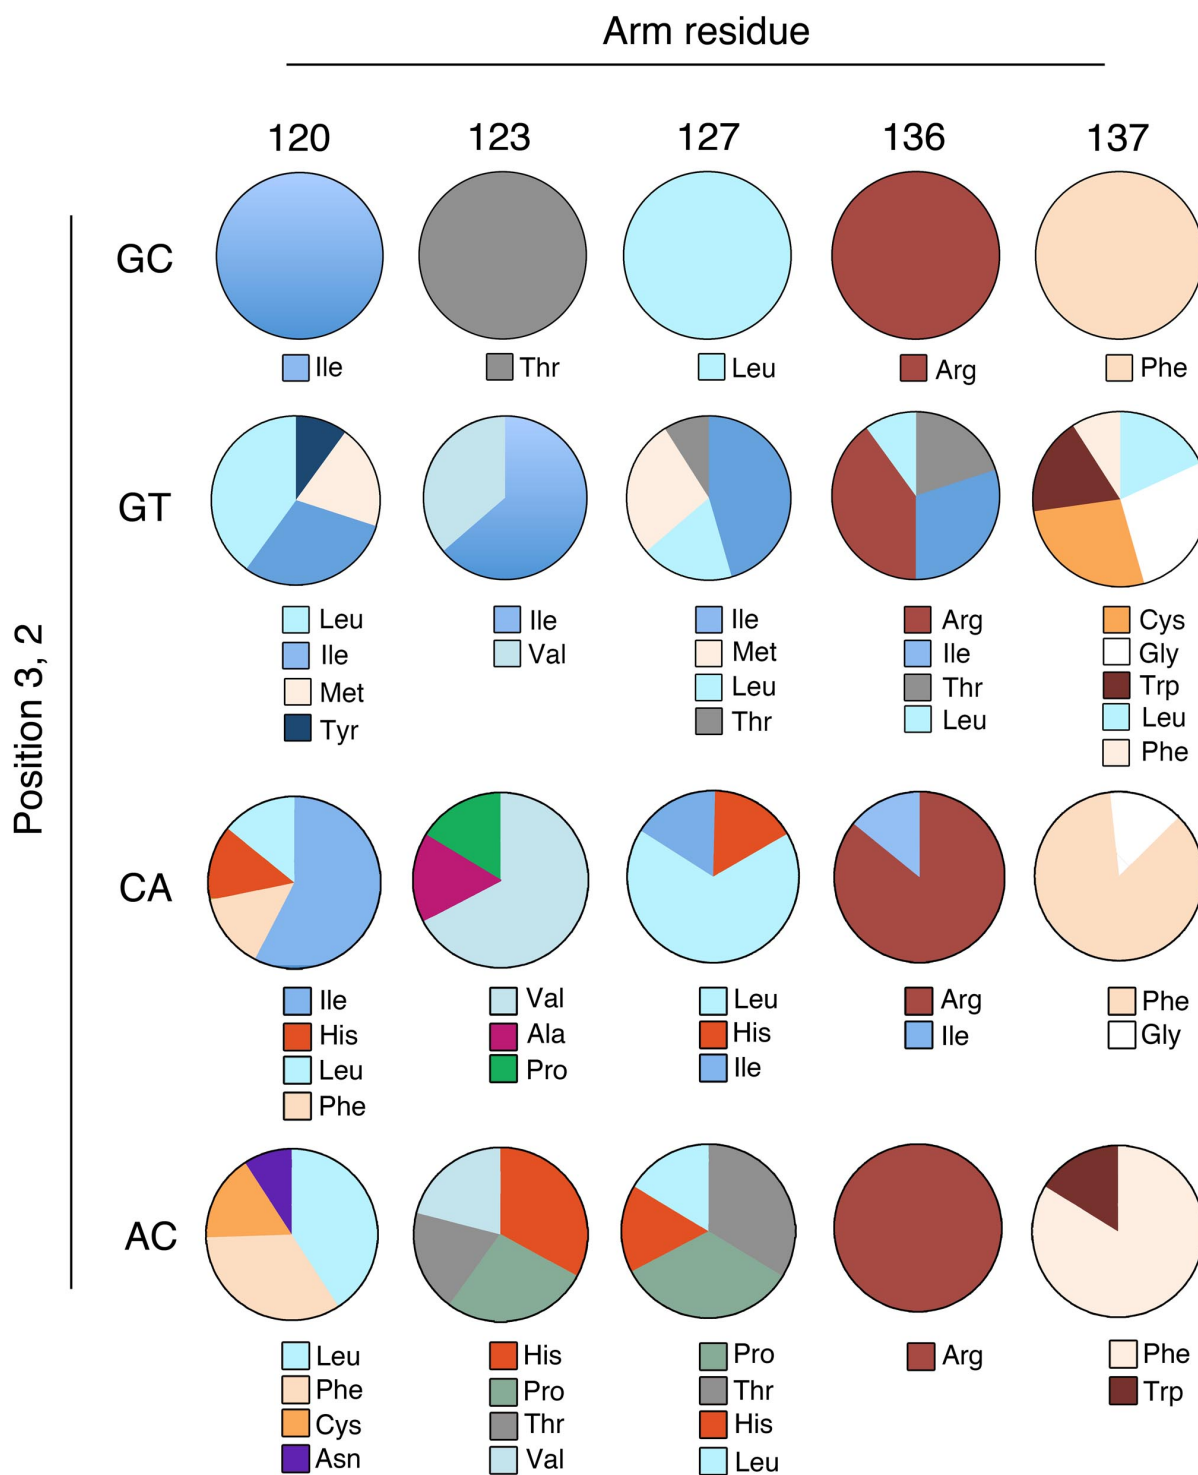 Arm residue
120 123 127 136 137
Position 3, 2
GC
Ile Thr Leu Arg Phe
GT
Leu Ile Ile Arg Cys
Ile Val Met Ile Gly
Met Leu Thr Trp
Tyr Thr Leu Leu
Phe
CA
Ile Val Leu Arg Phe
His Ala His Ile Gly
Leu Pro Ile
Phe
AC
Leu His Pro Arg Phe
Phe Pro Thr Trp
Cys Thr His
Asn Val Leu